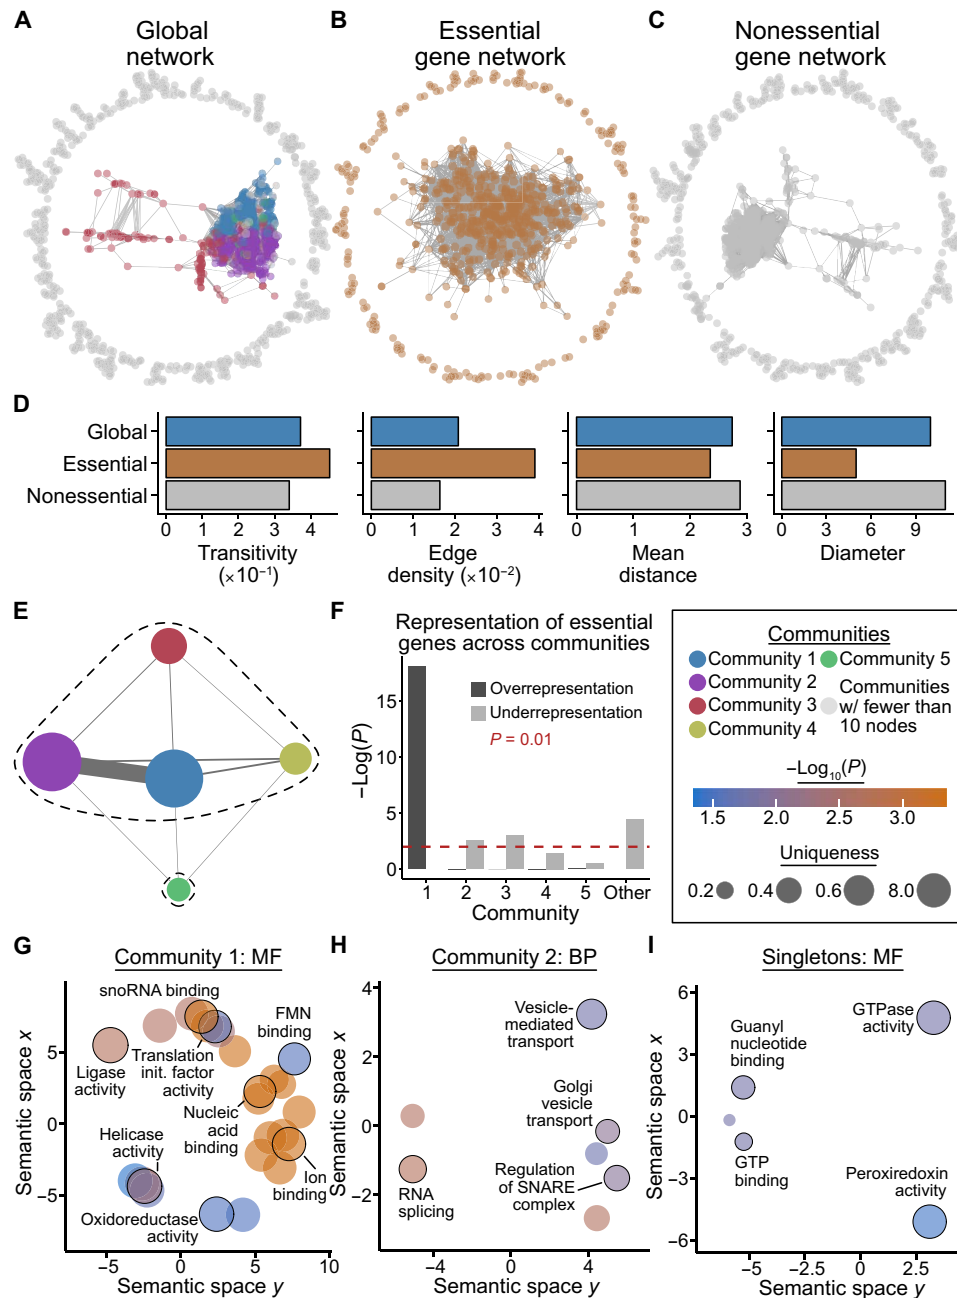 A
Global
network
B
Essential
gene network
C
Nonessential
gene network
D
Global
Essential
Nonessential
0 1 2 3 4
Transitivity
(×10⁻¹)
0 1 2 3 4
Edge
density (×10⁻²)
0 1 2 3
Mean
distance
0 3 6 9
Diameter
E
F
Representation of essential
genes across communities
Overrepresentation
Underrepresentation
P = 0.01
−Log(P)
15
10
5
0
1 2 3 4 5 Other
Community
Communities
Community 1
Community 2
Community 3
Community 4
Community 5
Communities
w/ fewer than
10 nodes
−Log₁₀(P)
1.5 2.0 2.5 3.0
Uniqueness
0.2 0.4 0.6 8.0
G
Community 1: MF
Semantic space x
5
0
−5
snoRNA binding
FMN
binding
Ligase
activity
Translation
init. factor
activity
Nucleic
acid
binding
Helicase
activity
Ion
binding
Oxidoreductase
activity
−5 0 5 10
Semantic space y
H
Community 2: BP
Semantic space x
4
2
0
−2
Vesicle-
mediated
transport
Golgi
vesicle
transport
RNA
splicing
Regulation
of SNARE
complex
−4 0 4
Semantic space y
I
Singletons: MF
Semantic space x
6
3
0
−3
−6
GTPase
activity
Guanyl
nucleotide
binding
GTP
binding
Peroxiredoxin
activity
−5 −2.5 0 2.5
Semantic space y